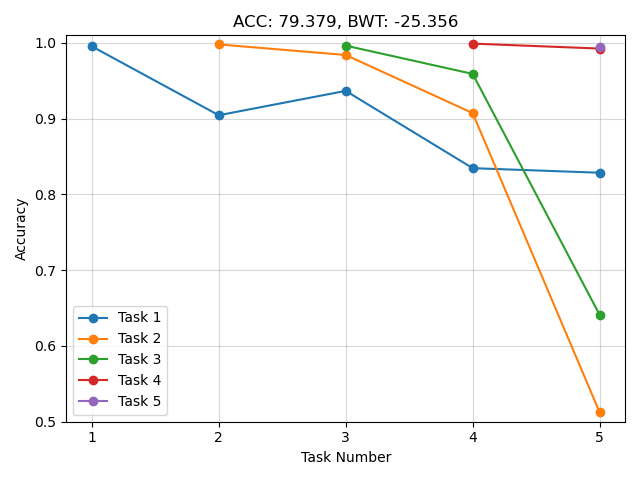 ACC: 79.379, BWT: -25.356
1.0
0.9
0.8
0.7
0.6
0.5
Accuracy
Task 1
Task 2
Task 3
Task 4
Task 5
1 2 3 4 5
Task Number